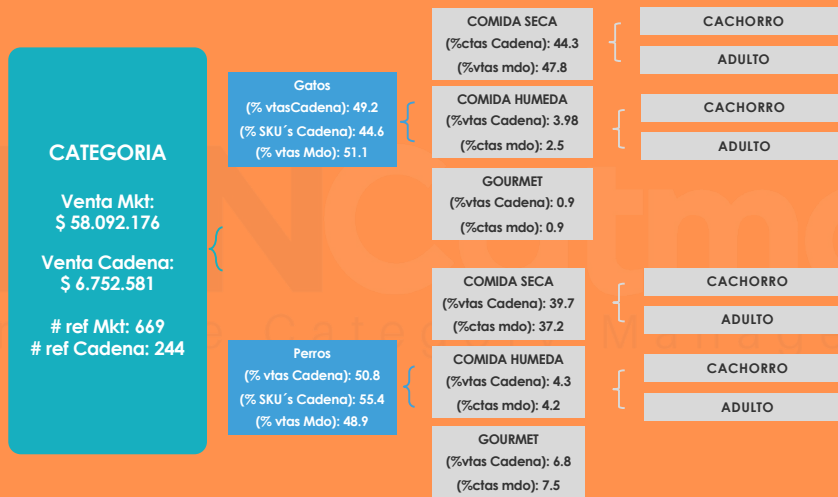 CATEGORIA
Venta Mkt:
$ 58.092.176
Venta Cadena:
$ 6.752.581
# ref Mkt: 669
# ref Cadena: 244
Gatos
(% vtasCadena): 49.2
(% SKU´s Cadena): 44.6
(% vtas Mdo): 51.1
COMIDA SECA
(%ctas Cadena): 44.3
(%vtas mdo): 47.8
CACHORRO
ADULTO
COMIDA HUMEDA
(%vtas Cadena): 3.98
(%ctas mdo): 2.5
CACHORRO
ADULTO
GOURMET
(%vtas Cadena): 0.9
(%ctas mdo): 0.9
Perros
(% vtas Cadena): 50.8
(% SKU´s Cadena): 55.4
(% vtas Mdo): 48.9
COMIDA SECA
(%vtas Cadena): 39.7
(%ctas mdo): 37.2
CACHORRO
ADULTO
COMIDA HUMEDA
(%vtas Cadena): 4.3
(%ctas mdo): 4.2
CACHORRO
ADULTO
GOURMET
(%vtas Cadena): 6.8
(%ctas mdo): 7.5